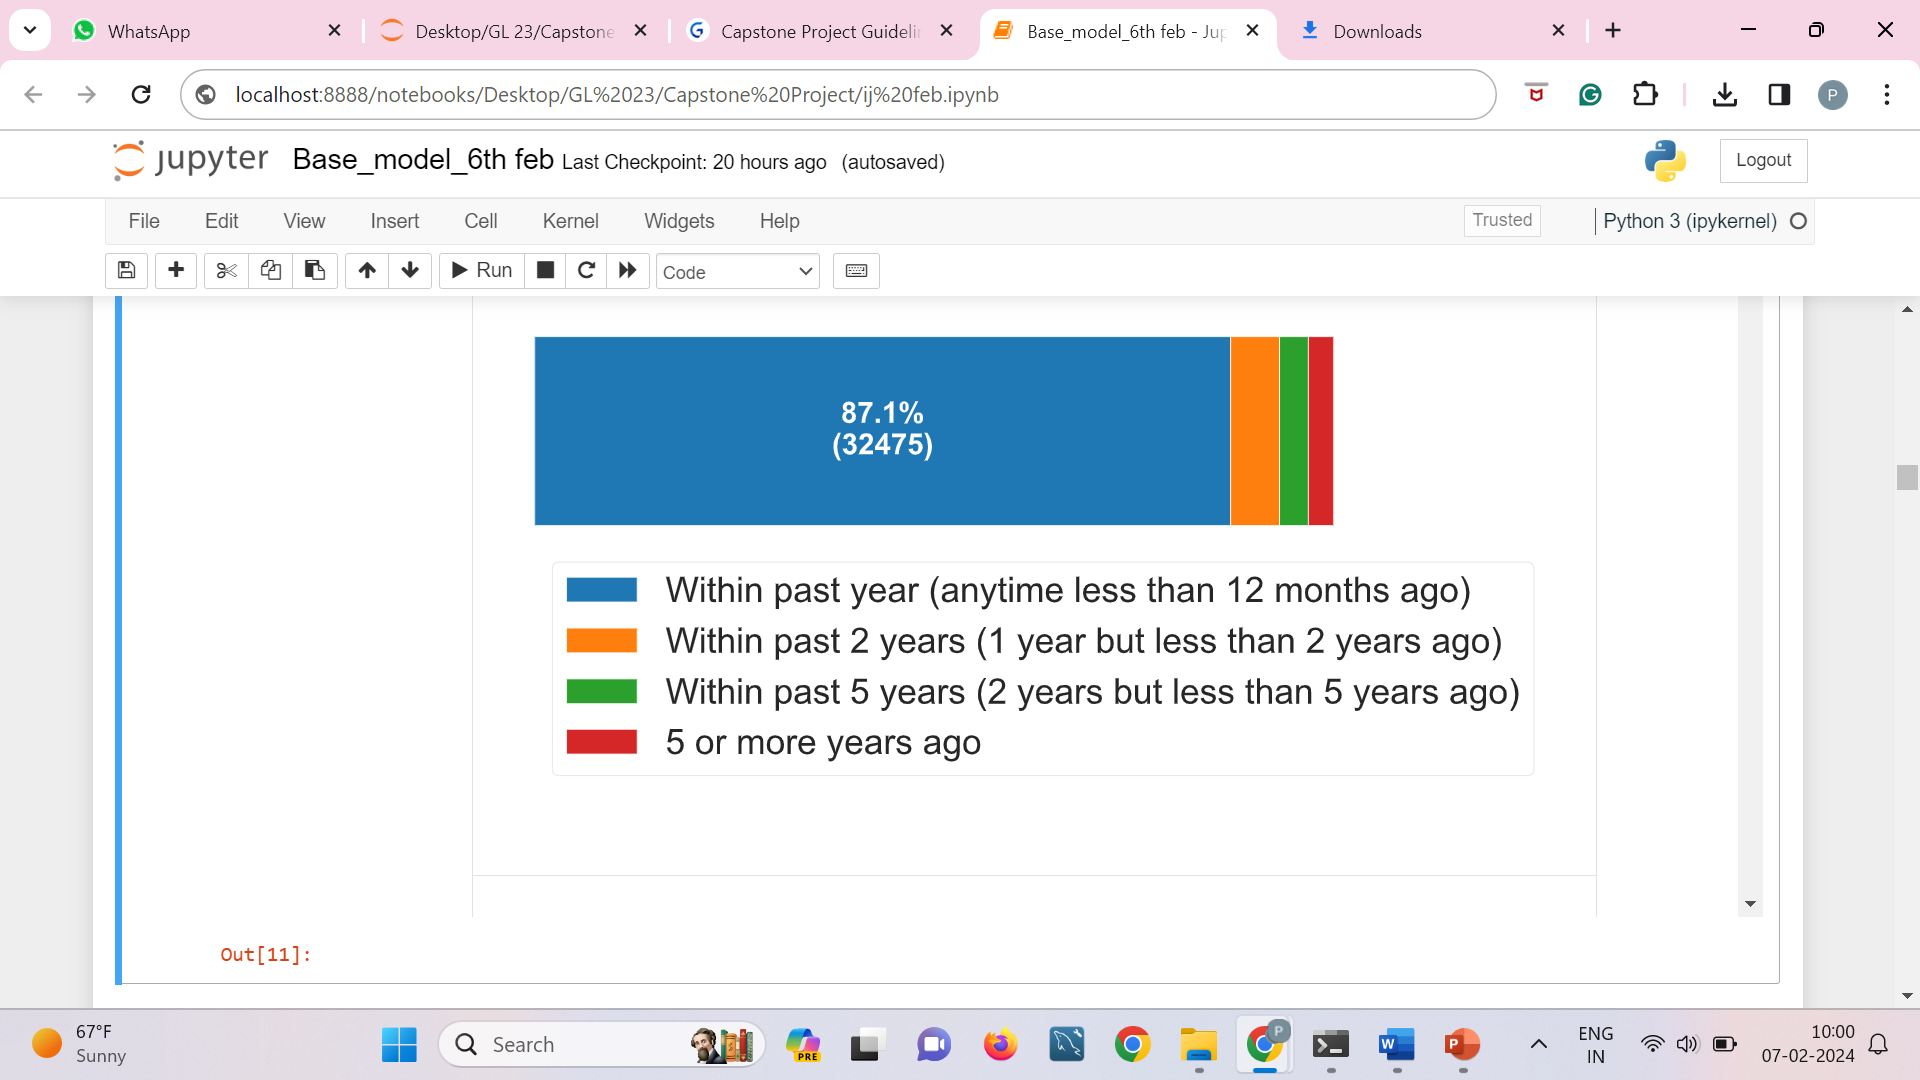 WhatsApp
Desktop/GL 23/Capstone
Capstone Project Guideli
Base_model_6th feb - Jup
Downloads
localhost:8888/notebooks/Desktop/GL%2023/Capstone%20Project/ij%20feb.ipynb
P
jupyter Base_model_6th feb Last Checkpoint: 20 hours ago (autosaved)
Logout
File Edit View Insert Cell Kernel Widgets Help
Trusted
Python 3 (ipykernel)
Run
Code
87.1%
(32475)
Within past year (anytime less than 12 months ago)
Within past 2 years (1 year but less than 2 years ago)
Within past 5 years (2 years but less than 5 years ago)
5 or more years ago
Out[11]:
67°F
Sunny
Search
PRE
P
W
P
ENG
IN
10:00
07-02-2024